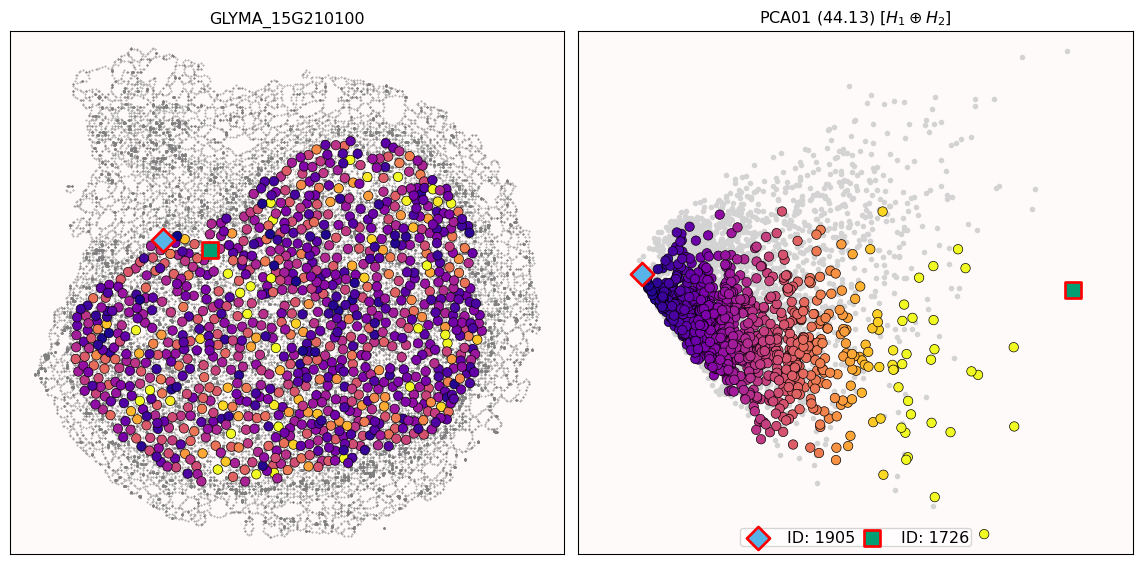 GLYMA_15G210100
PCA01 (44.13) [H₁ ⊕ H₂]
ID: 1905
ID: 1726